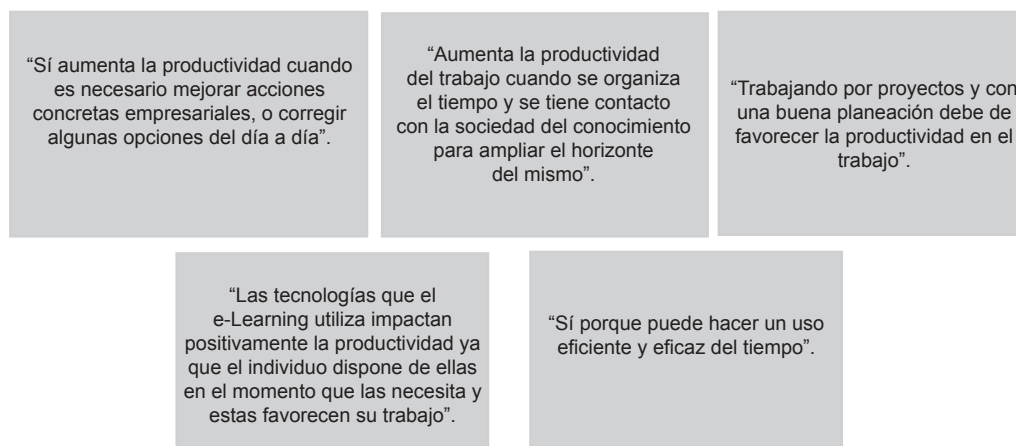 “Sí aumenta la productividad cuando
es necesario mejorar acciones
concretas empresariales, o corregir
algunas opciones del día a día”.
“Aumenta la productividad
del trabajo cuando se organiza
el tiempo y se tiene contacto
con la sociedad del conocimiento
para ampliar el horizonte
del mismo”.
“Trabajando por proyectos y con
una buena planeación debe de
favorecer la productividad en el
trabajo”.
“Las tecnologías que el
e-Learning utiliza impactan
positivamente la productividad ya
que el individuo dispone de ellas
en el momento que las necesita y
estas favorecen su trabajo”.
“Sí porque puede hacer un uso
eficiente y eficaz del tiempo”.